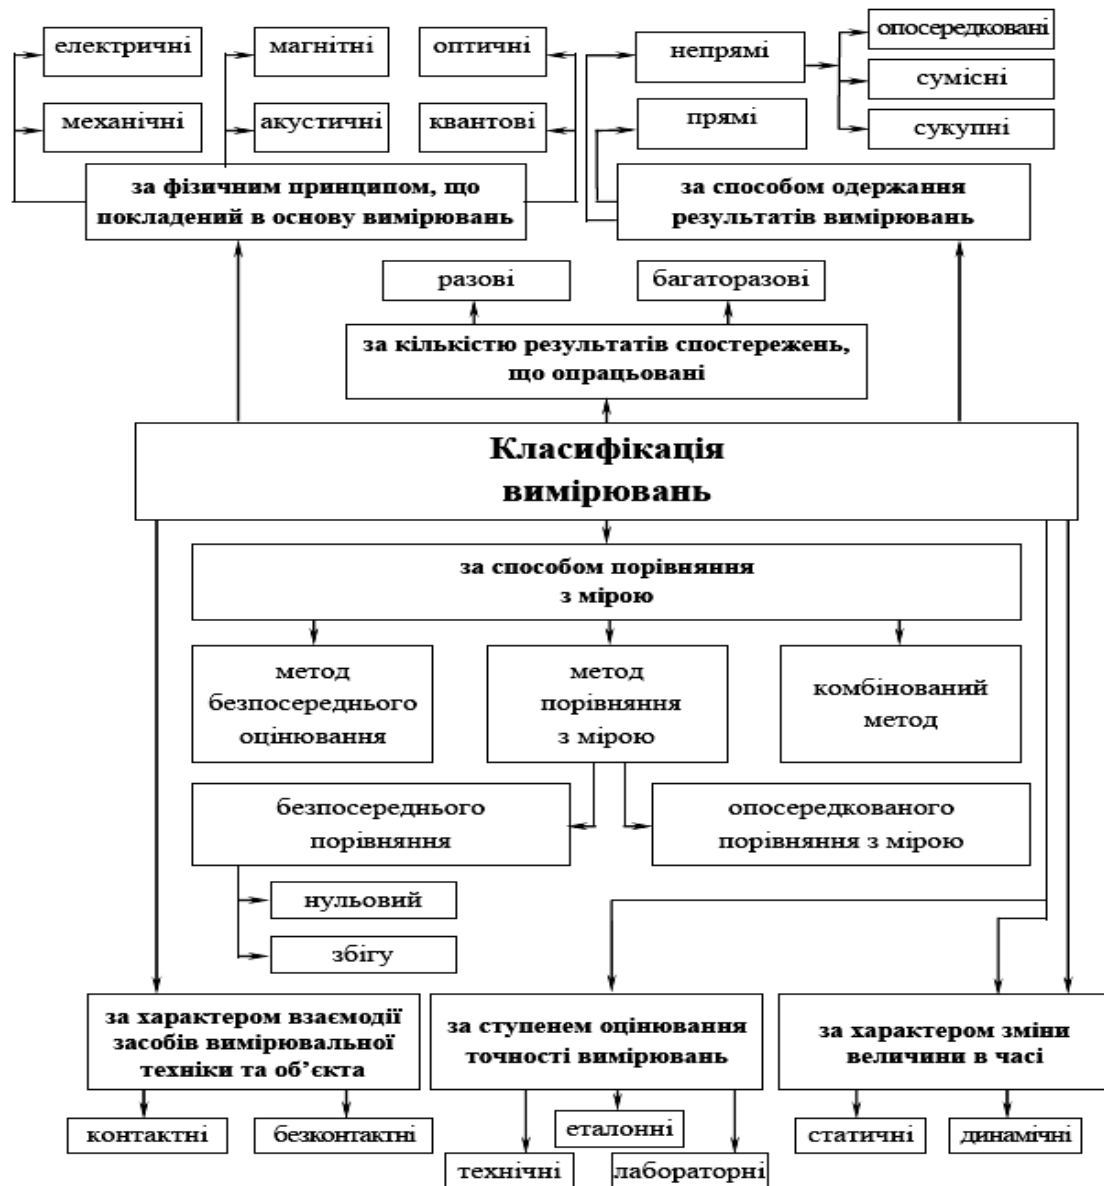 електричні
магнітні
оптичні
непрямі
опосередковані
сумісні
сукупні
механічні
акустичні
квантові
прямі
за фізичним принципом, що
покладений в основу вимірювань
за способом одержання
результатів вимірювань
разові
багаторазові
за кількістю результатів спостережень,
що опрацьовані
Класифікація
вимірювань
за способом порівняння
з мірою
метод
безпосереднього
оцінювання
метод
порівняння
з мірою
комбінований
метод
безпосереднього
порівняння
опосередкованого
порівняння з мірою
нульовий
збігу
за характером взаємодії
засобів вимірювальної
техніки та об’єкта
за ступенем оцінювання
точності вимірювань
за характером зміни
величини в часі
контактні
безконтактні
еталонні
технічні
лабораторні
статичні
динамічні